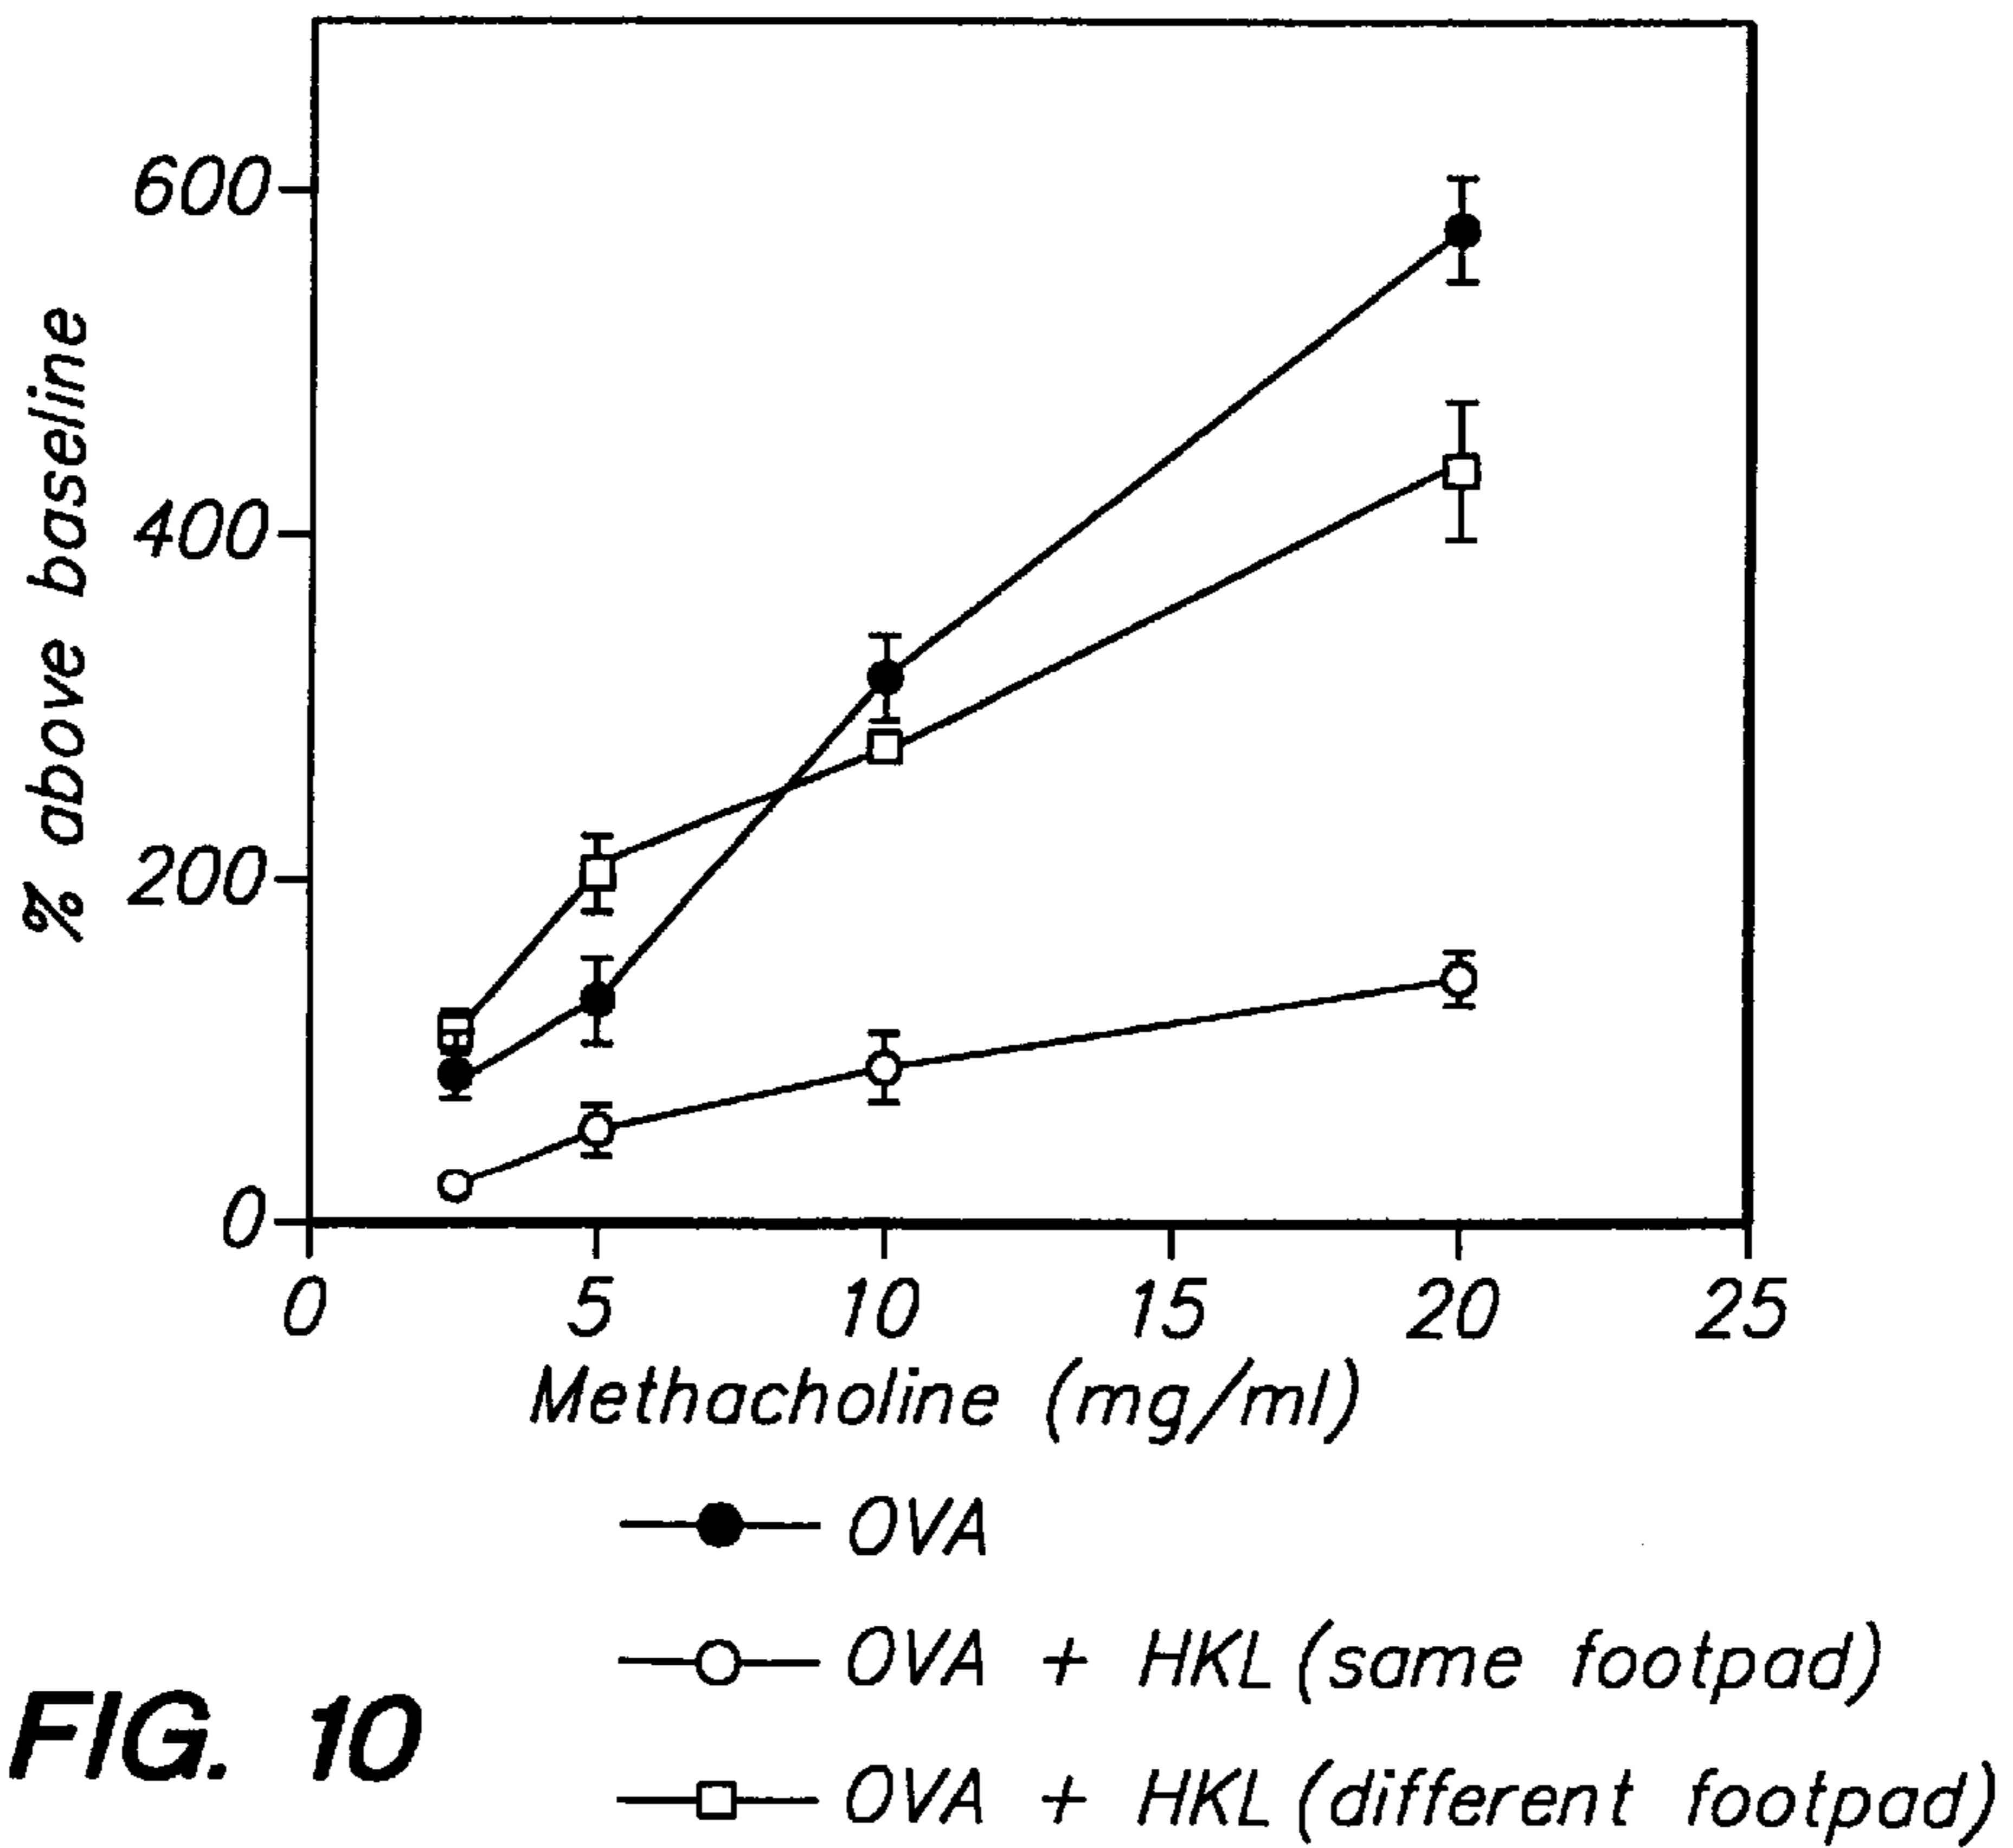 % above baseline
600
400
200
0
0 5 10 15 20 25
Methacholine (mg/ml)
OVA
OVA + HKL (same footpad)
OVA + HKL (different footpad)
FIG. 10